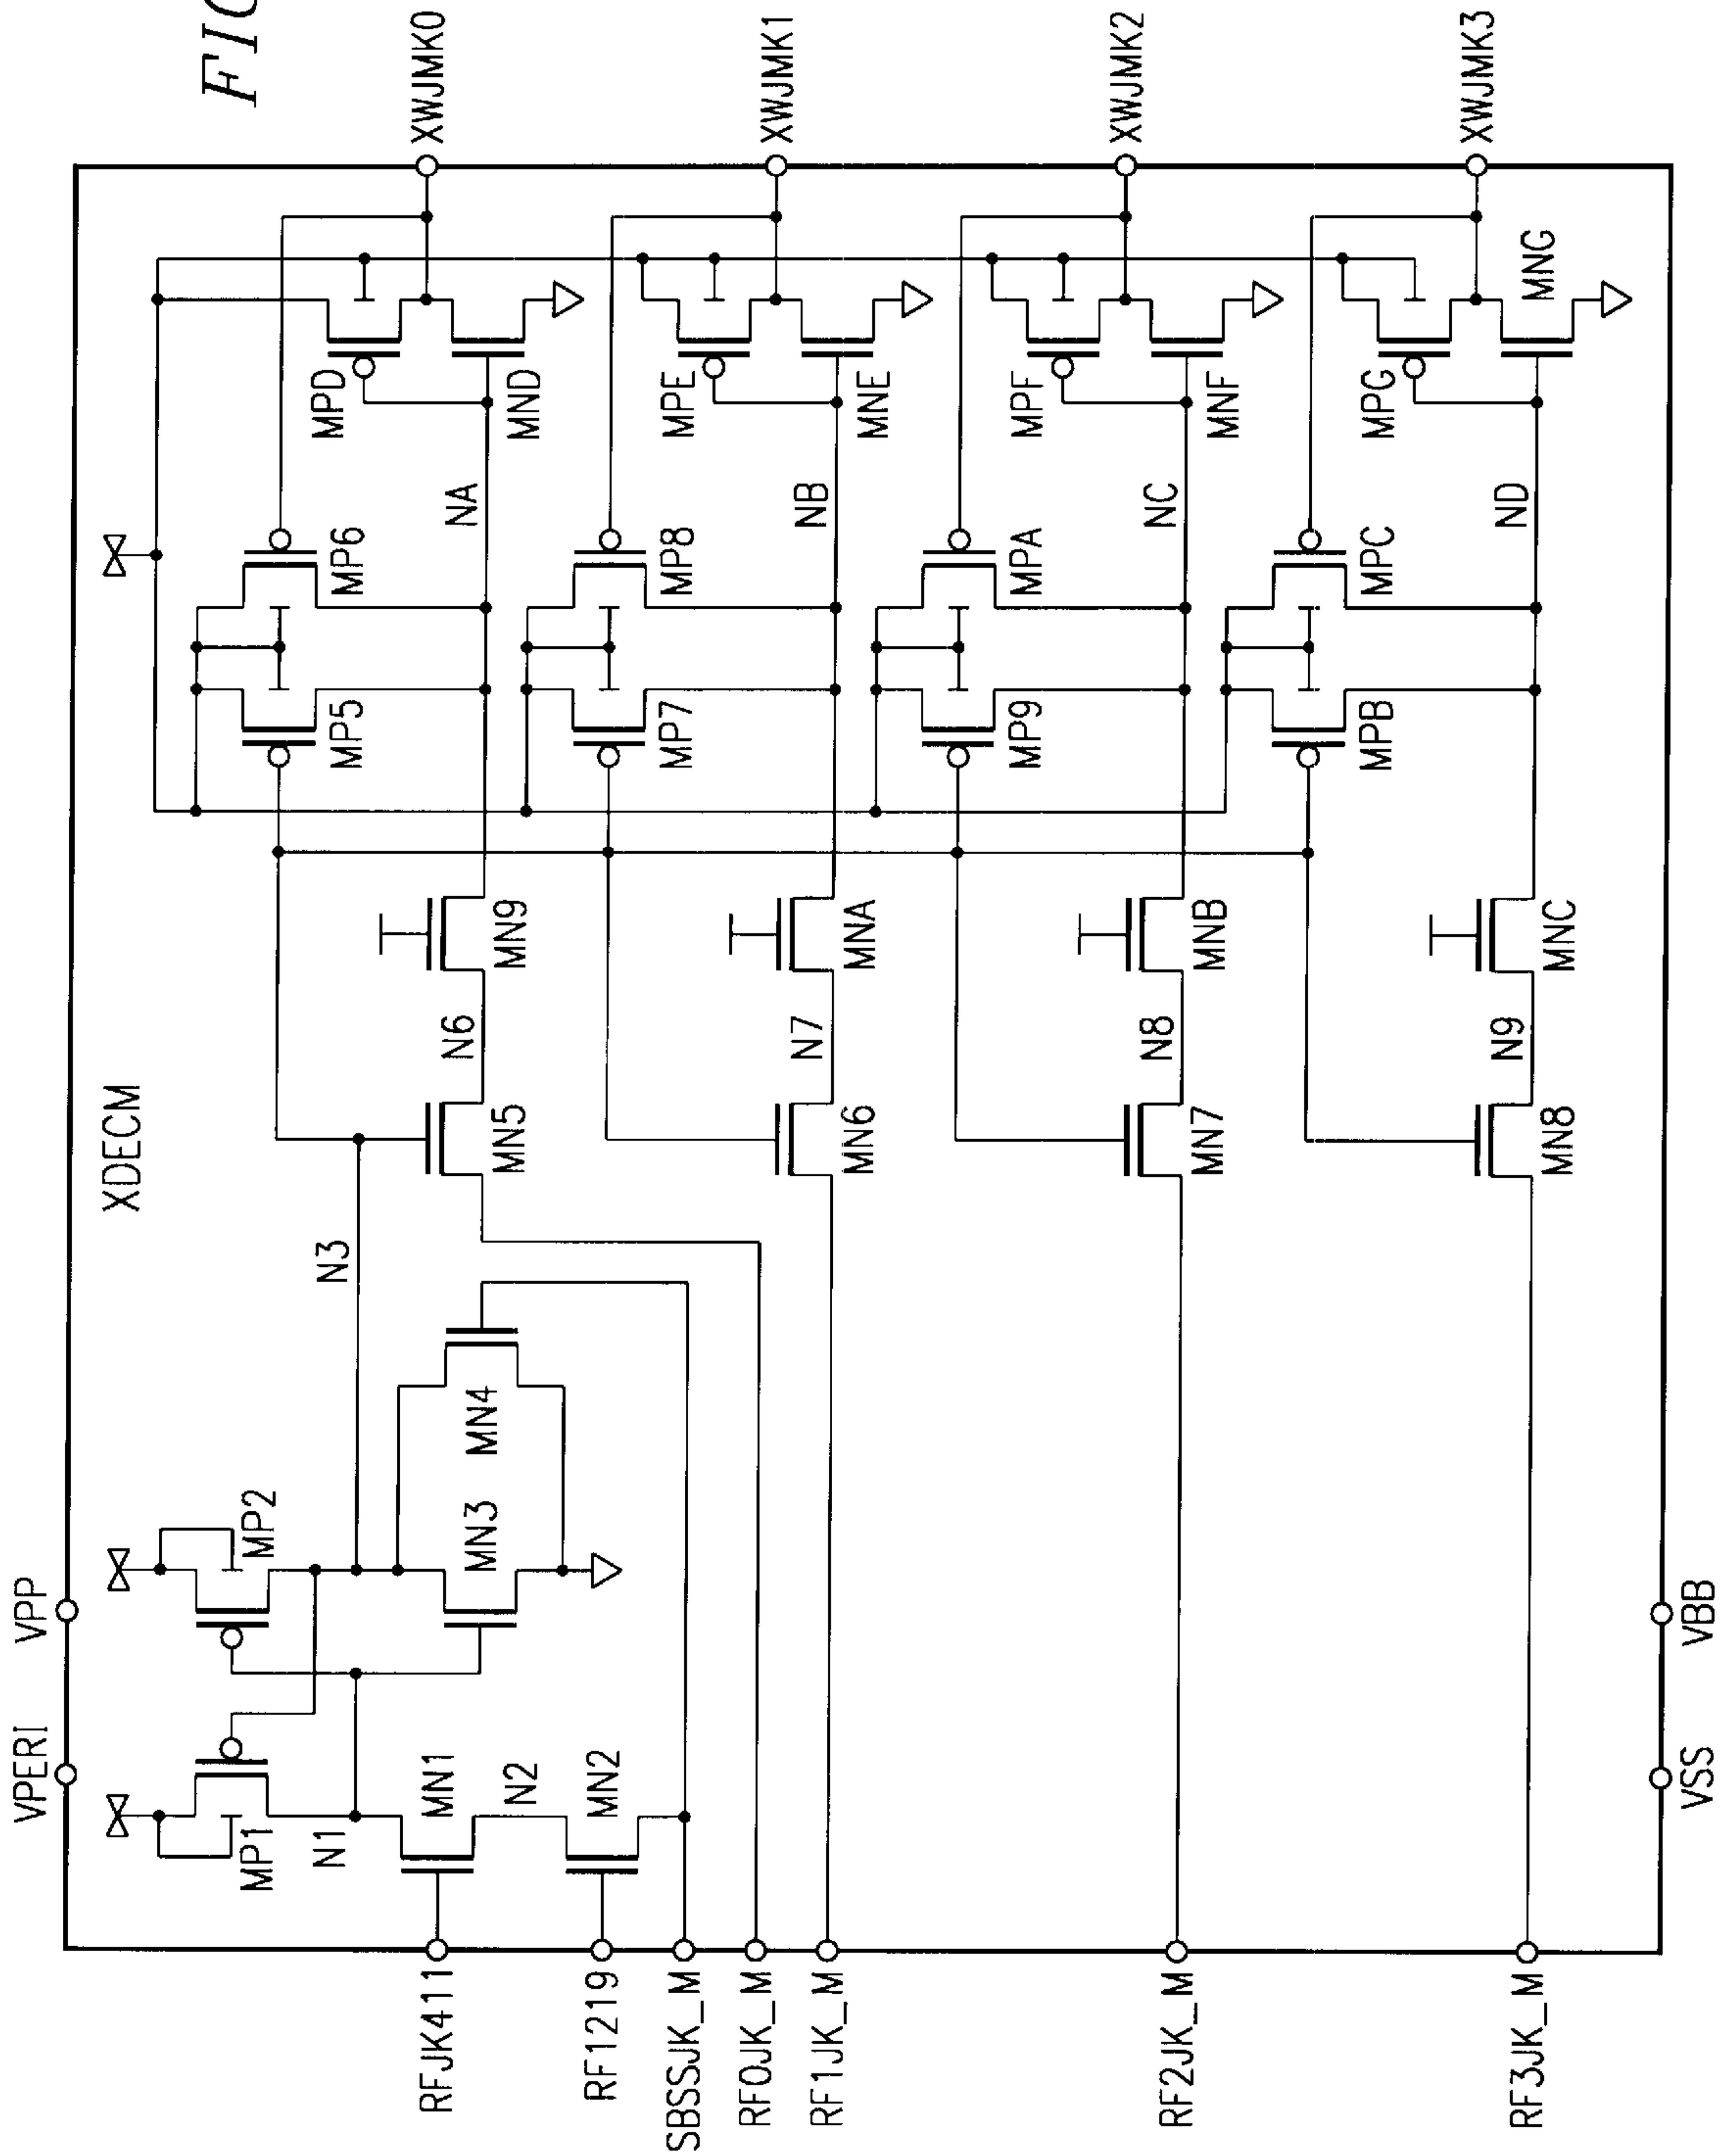 FIG
XDECM
VPERI
VPP
VSS
VBB
RFJK411
RF1219
SBSSJK_M
RF0JK_M
RF1JK_M
RF2JK_M
RF3JK_M
XWJMK0
XWJMK1
XWJMK2
XWJMK3
MP1
N1
MN1
N2
MN2
MP2
MN3
MN4
N3
MN5
N6
MN9
MP5
MP6
NA
MPD
MND
MN6
N7
MNA
MP7
MP8
NB
MPE
MNE
MN7
N8
MNB
MP9
MPA
NC
MPF
MNF
MN8
N9
MNC
MPB
MPC
ND
MPG
MNG